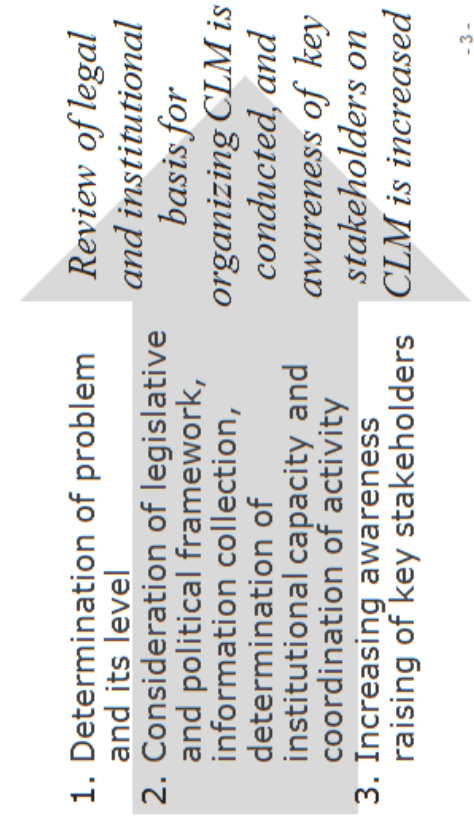 1. Determination of problem
and its level
2. Consideration of legislative
and political framework,
information collection,
determination of
institutional capacity and
coordination of activity
3. Increasing awareness
raising of key stakeholders
Review of legal
and institutional
basis for
organizing CLM is
conducted, and
awareness of key
stakeholders on
CLM is increased
- 3 -